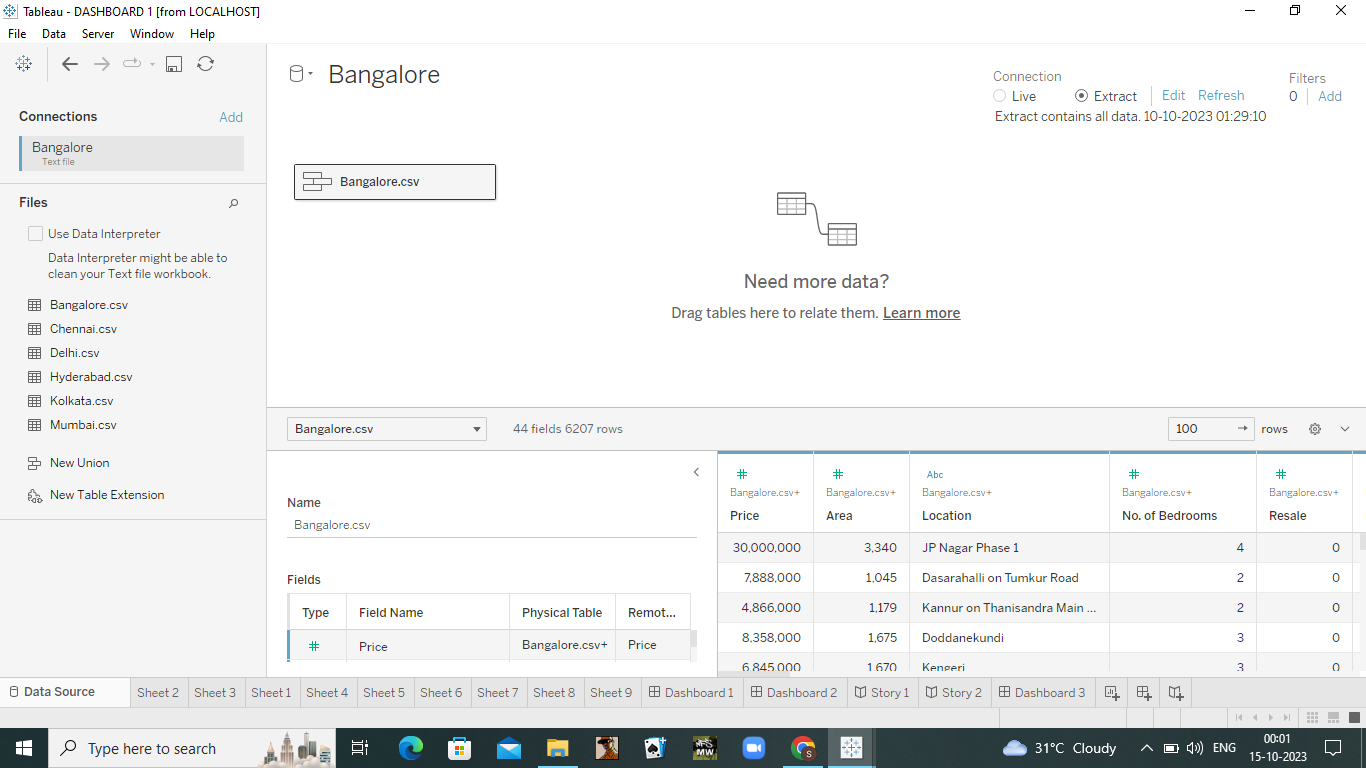 Tableau - DASHBOARD 1 [from LOCALHOST]
File Data Server Window Help
Connections Add
Bangalore
Text file
Files
Use Data Interpreter
Data Interpreter might be able to
clean your Text file workbook.
Bangalore.csv
Chennai.csv
Delhi.csv
Hyderabad.csv
Kolkata.csv
Mumbai.csv
New Union
New Table Extension
Bangalore
Connection
Live Extract Edit Refresh
Extract contains all data. 10-10-2023 01:29:10
Filters
0 Add
Bangalore.csv
Need more data?
Drag tables here to relate them. Learn more
Bangalore.csv 44 fields 6207 rows 100 rows
Name
Bangalore.csv
Fields
Type Field Name Physical Table Remot...
# Price Bangalore.csv+ Price
# # Abc # #
Bangalore.csv+ Bangalore.csv+ Bangalore.csv+ Bangalore.csv+ Bangalore.csv+
Price Area Location No. of Bedrooms Resale
30,000,000 3,340 JP Nagar Phase 1 4 0
7,888,000 1,045 Dasarahalli on Tumkur Road 2 0
4,866,000 1,179 Kannur on Thanisandra Main ... 2 0
8,358,000 1,675 Doddanekundi 3 0
6,845,000 1,670 Kengeri 3 0
Data Source Sheet 2 Sheet 3 Sheet 1 Sheet 4 Sheet 5 Sheet 6 Sheet 7 Sheet 8 Sheet 9 Dashboard 1 Dashboard 2 Story 1 Story 2 Dashboard 3
Type here to search
S
MW
31°C Cloudy
ENG
00:01
15-10-2023